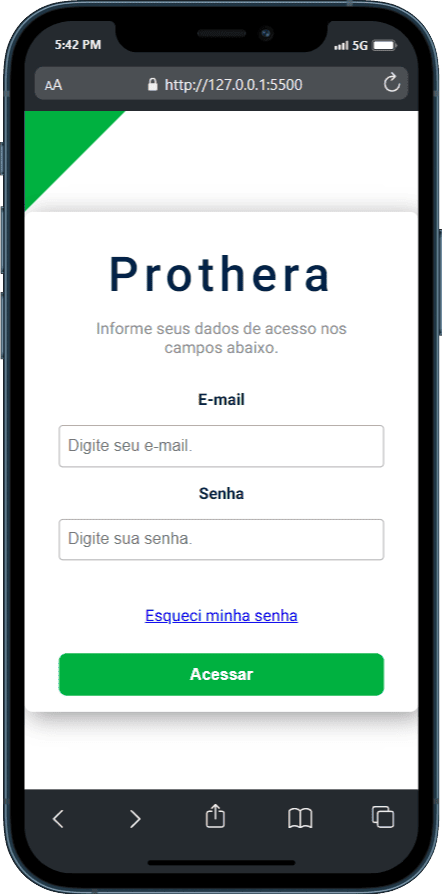 5:42 PM 5G
AA http://127.0.0.1:5500
Prothera
Informe seus dados de acesso nos
campos abaixo.
E-mail
Digite seu e-mail.
Senha
Digite sua senha.
Esqueci minha senha
Acessar